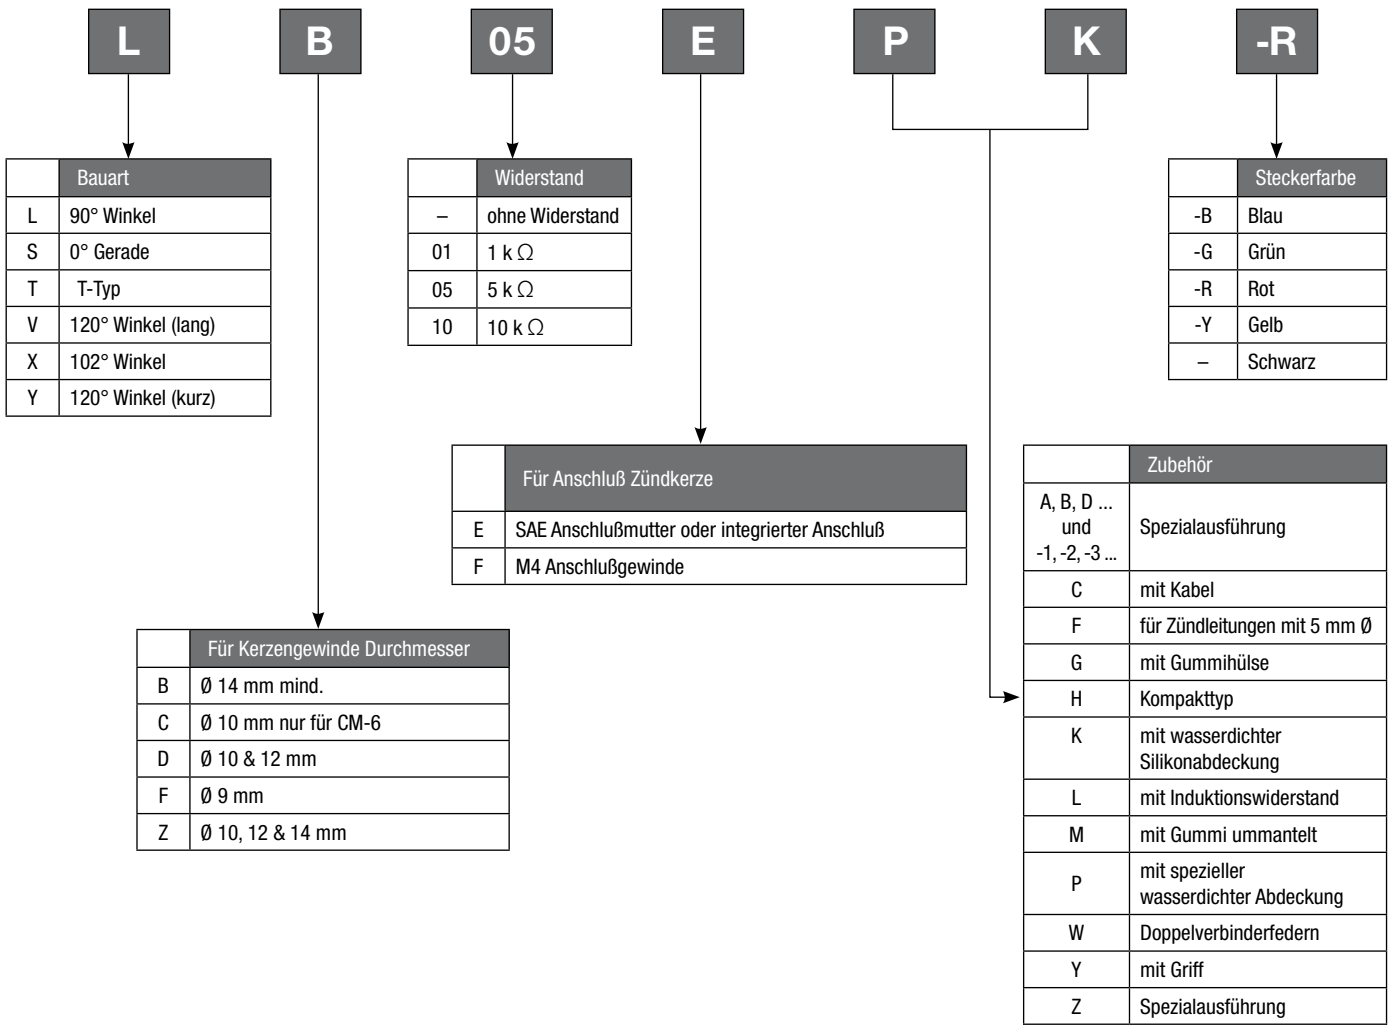 L B 05 E P K -R
Bauart
L 90° Winkel
S 0° Gerade
T T-Typ
V 120° Winkel (lang)
X 102° Winkel
Y 120° Winkel (kurz)
Widerstand
– ohne Widerstand
01 1 k Ω
05 5 k Ω
10 10 k Ω
Steckerfarbe
-B Blau
-G Grün
-R Rot
-Y Gelb
– Schwarz
Für Anschluß Zündkerze
E SAE Anschlußmutter oder integrierter Anschluß
F M4 Anschlußgewinde
Für Kerzengewinde Durchmesser
B Ø 14 mm mind.
C Ø 10 mm nur für CM-6
D Ø 10 & 12 mm
F Ø 9 mm
Z Ø 10, 12 & 14 mm
Zubehör
A, B, D ...
und
-1, -2, -3 ...
Spezialausführung
C mit Kabel
F für Zündleitungen mit 5 mm Ø
G mit Gummihülse
H Kompakttyp
K mit wasserdichter
Silikonabdeckung
L mit Induktionswiderstand
M mit Gummi ummantelt
P mit spezieller
wasserdichter Abdeckung
W Doppelverbinderfedern
Y mit Griff
Z Spezialausführung